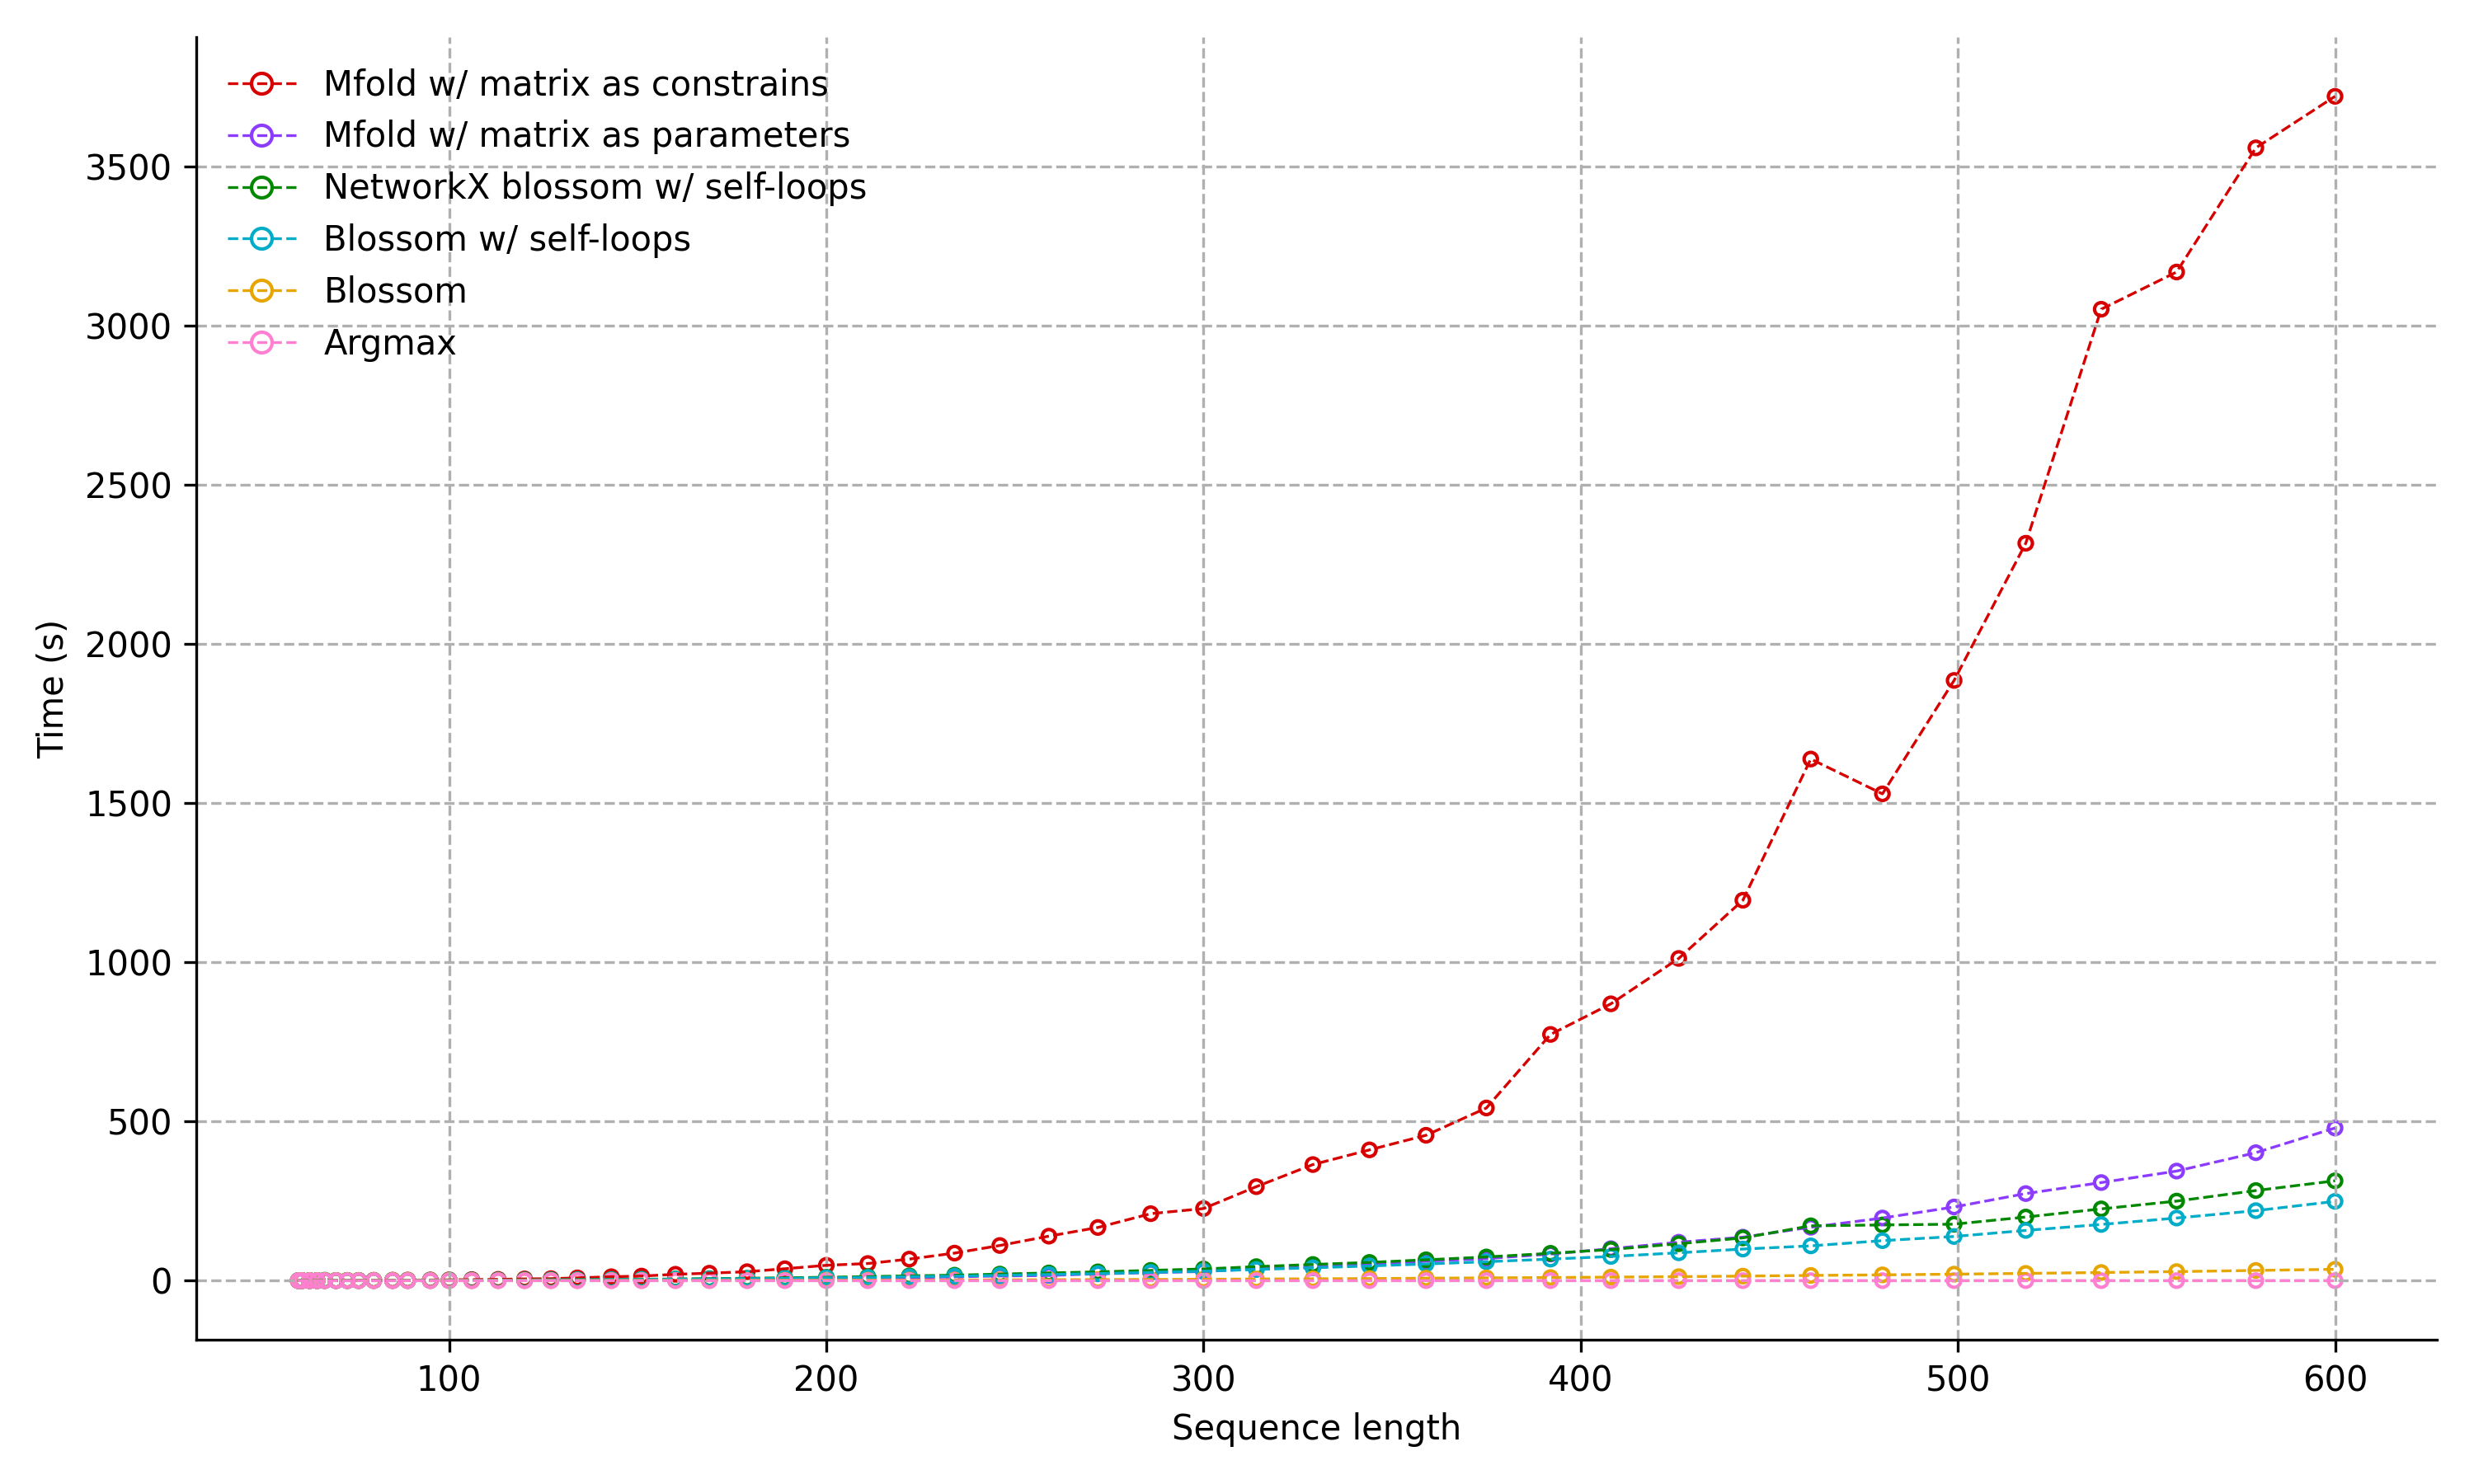 Mfold w/ matrix as constrains
Mfold w/ matrix as parameters
NetworkX blossom w/ self-loops
Blossom w/ self-loops
Blossom
Argmax
3500
3000
2500
2000
1500
1000
500
0
Time (s)
100 200 300 400 500 600
Sequence length